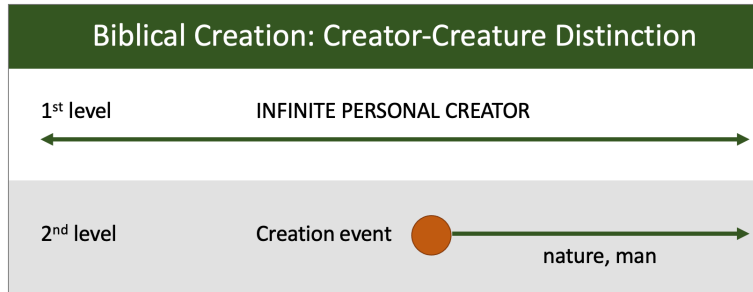 Biblical Creation: Creator-Creature Distinction
1st level INFINITE PERSONAL CREATOR
2nd level Creation event
nature, man